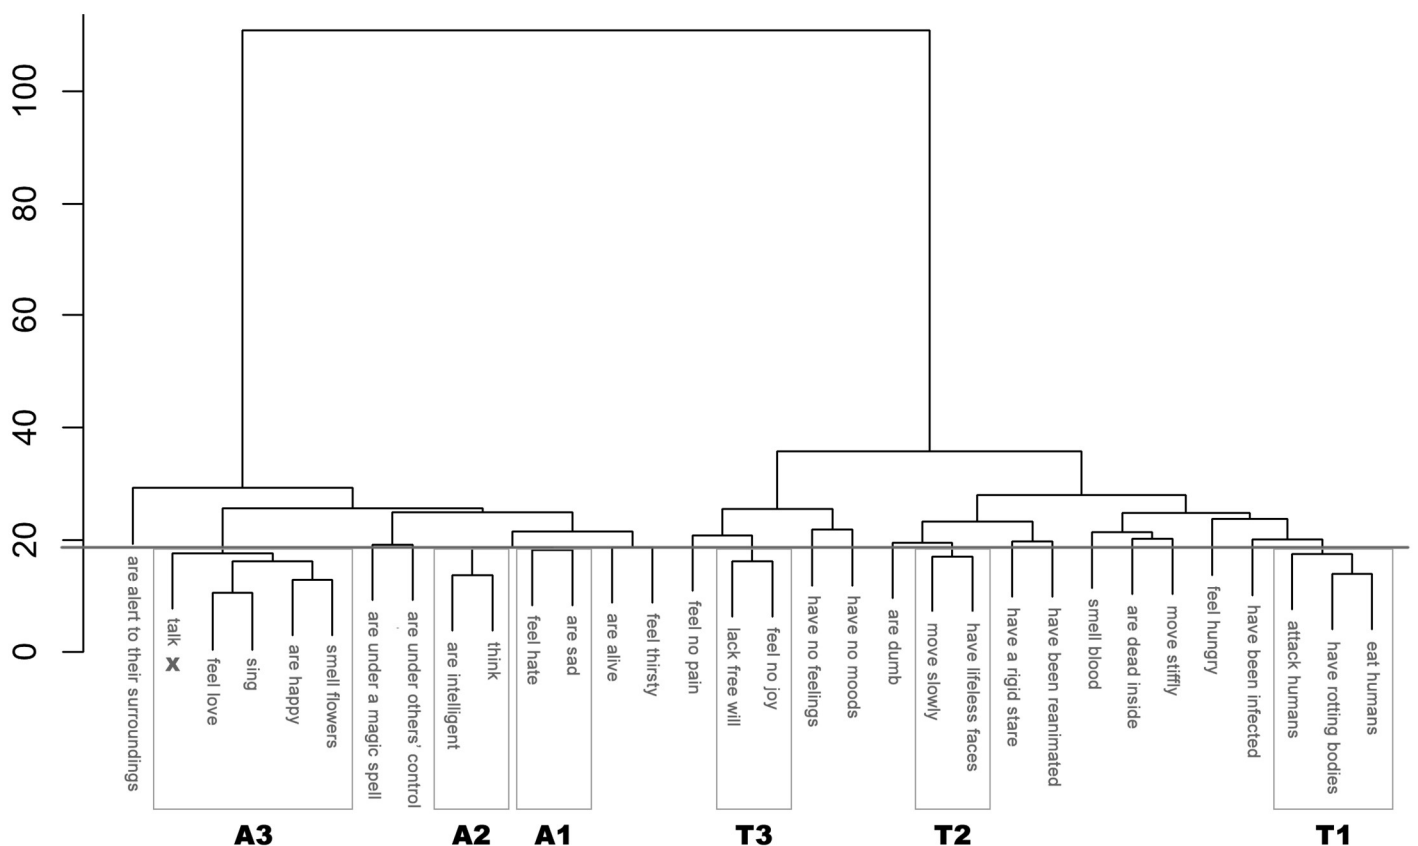 100
80
60
40
20
0
are alert to their surroundings
talk
x
feel love
sing
are happy
smell flowers
are under a magic spell
are under others' control
are intelligent
think
feel hate
are sad
are alive
feel thirsty
feel no pain
lack free will
feel no joy
have no feelings
have no moods
are dumb
move slowly
have lifeless faces
have a rigid stare
have been reanimated
smell blood
are dead inside
move stiffly
feel hungry
have been infected
attack humans
have rotting bodies
eat humans
A3
A2
A1
T3
T2
T1